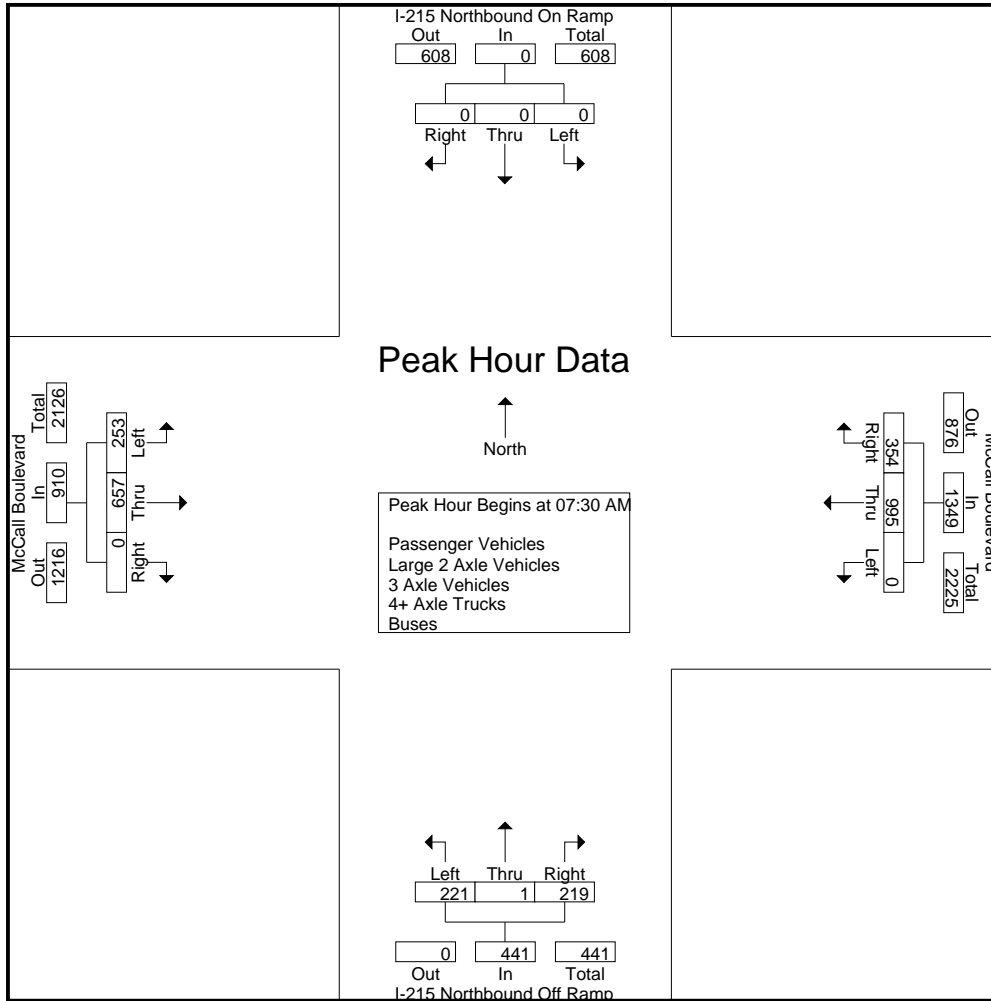 I-215 Northbound On Ramp
Out In Total
608 0 608
0 0 0
Right Thru Left
Peak Hour Data
North
Peak Hour Begins at 07:30 AM
Passenger Vehicles
Large 2 Axle Vehicles
3 Axle Vehicles
4+ Axle Trucks
Buses
McCall Boulevard
Out In Total
1216 910 2126
Right Thru Left
0 657 253
McCall Boulevard
Out In Total
876 1349 2225
Right Thru Left
354 995 0
Left Thru Right
221 1 219
0 441 441
Out In Total
I-215 Northbound Off Ramp